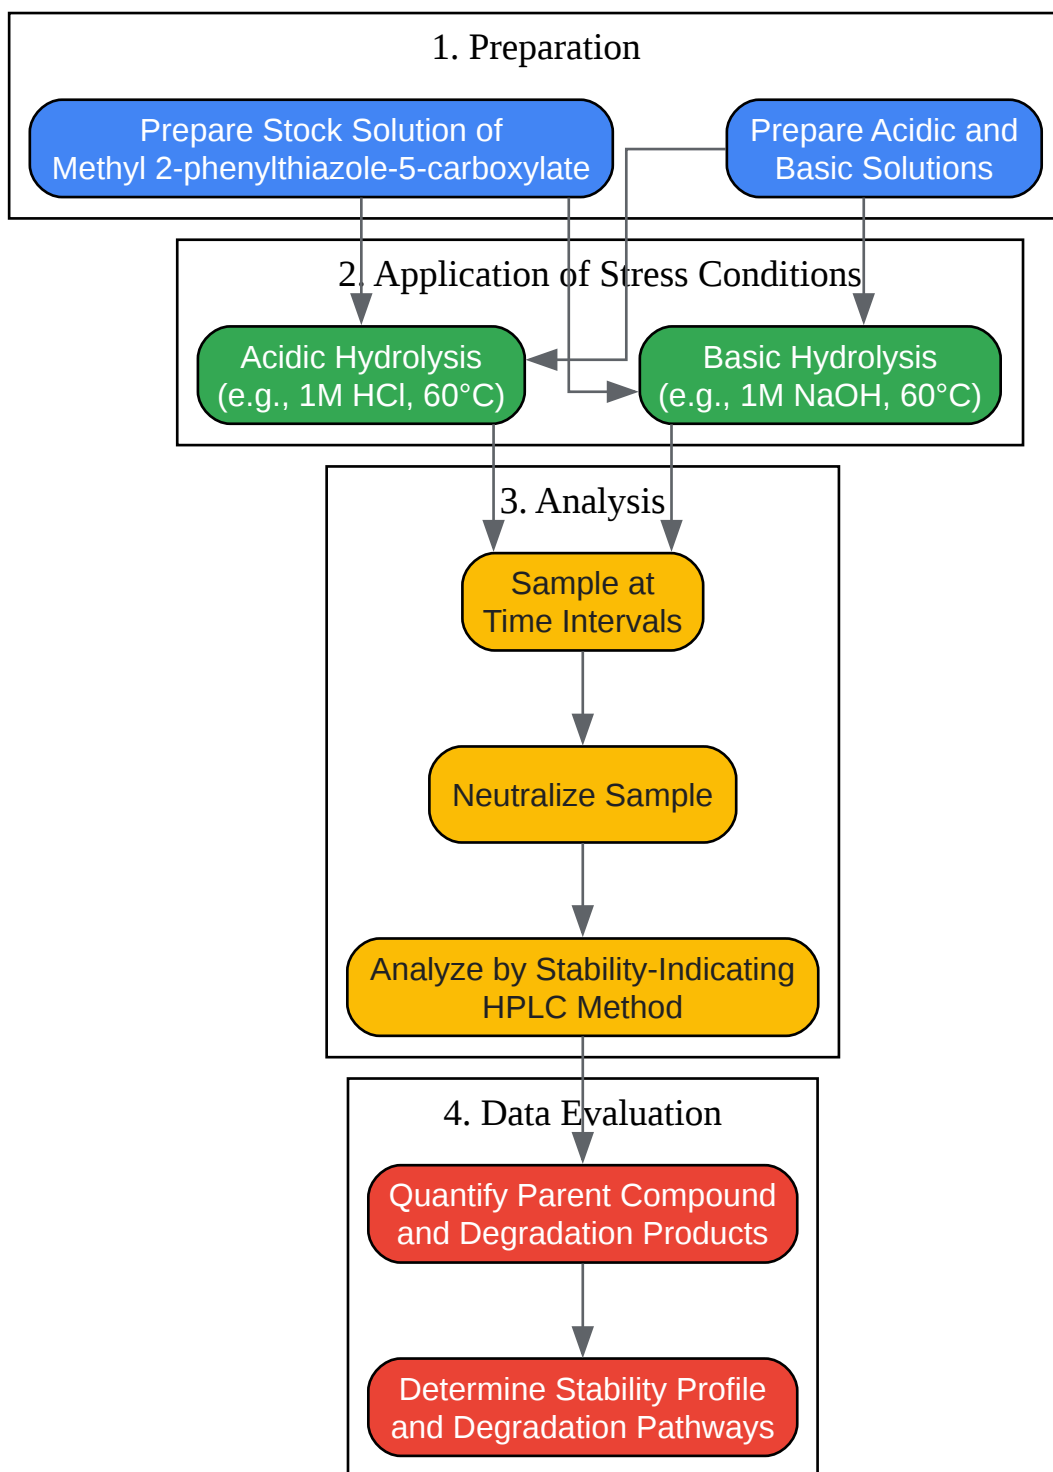 1. Preparation
Prepare Stock Solution of
Methyl 2-phenylthiazole-5-carboxylate
Prepare Acidic and
Basic Solutions
2. Application of Stress Conditions
Acidic Hydrolysis
(e.g., 1M HCl, 60°C)
Basic Hydrolysis
(e.g., 1M NaOH, 60°C)
3. Analysis
Sample at
Time Intervals
Neutralize Sample
Analyze by Stability-Indicating
HPLC Method
4. Data Evaluation
Quantify Parent Compound
and Degradation Products
Determine Stability Profile
and Degradation Pathways